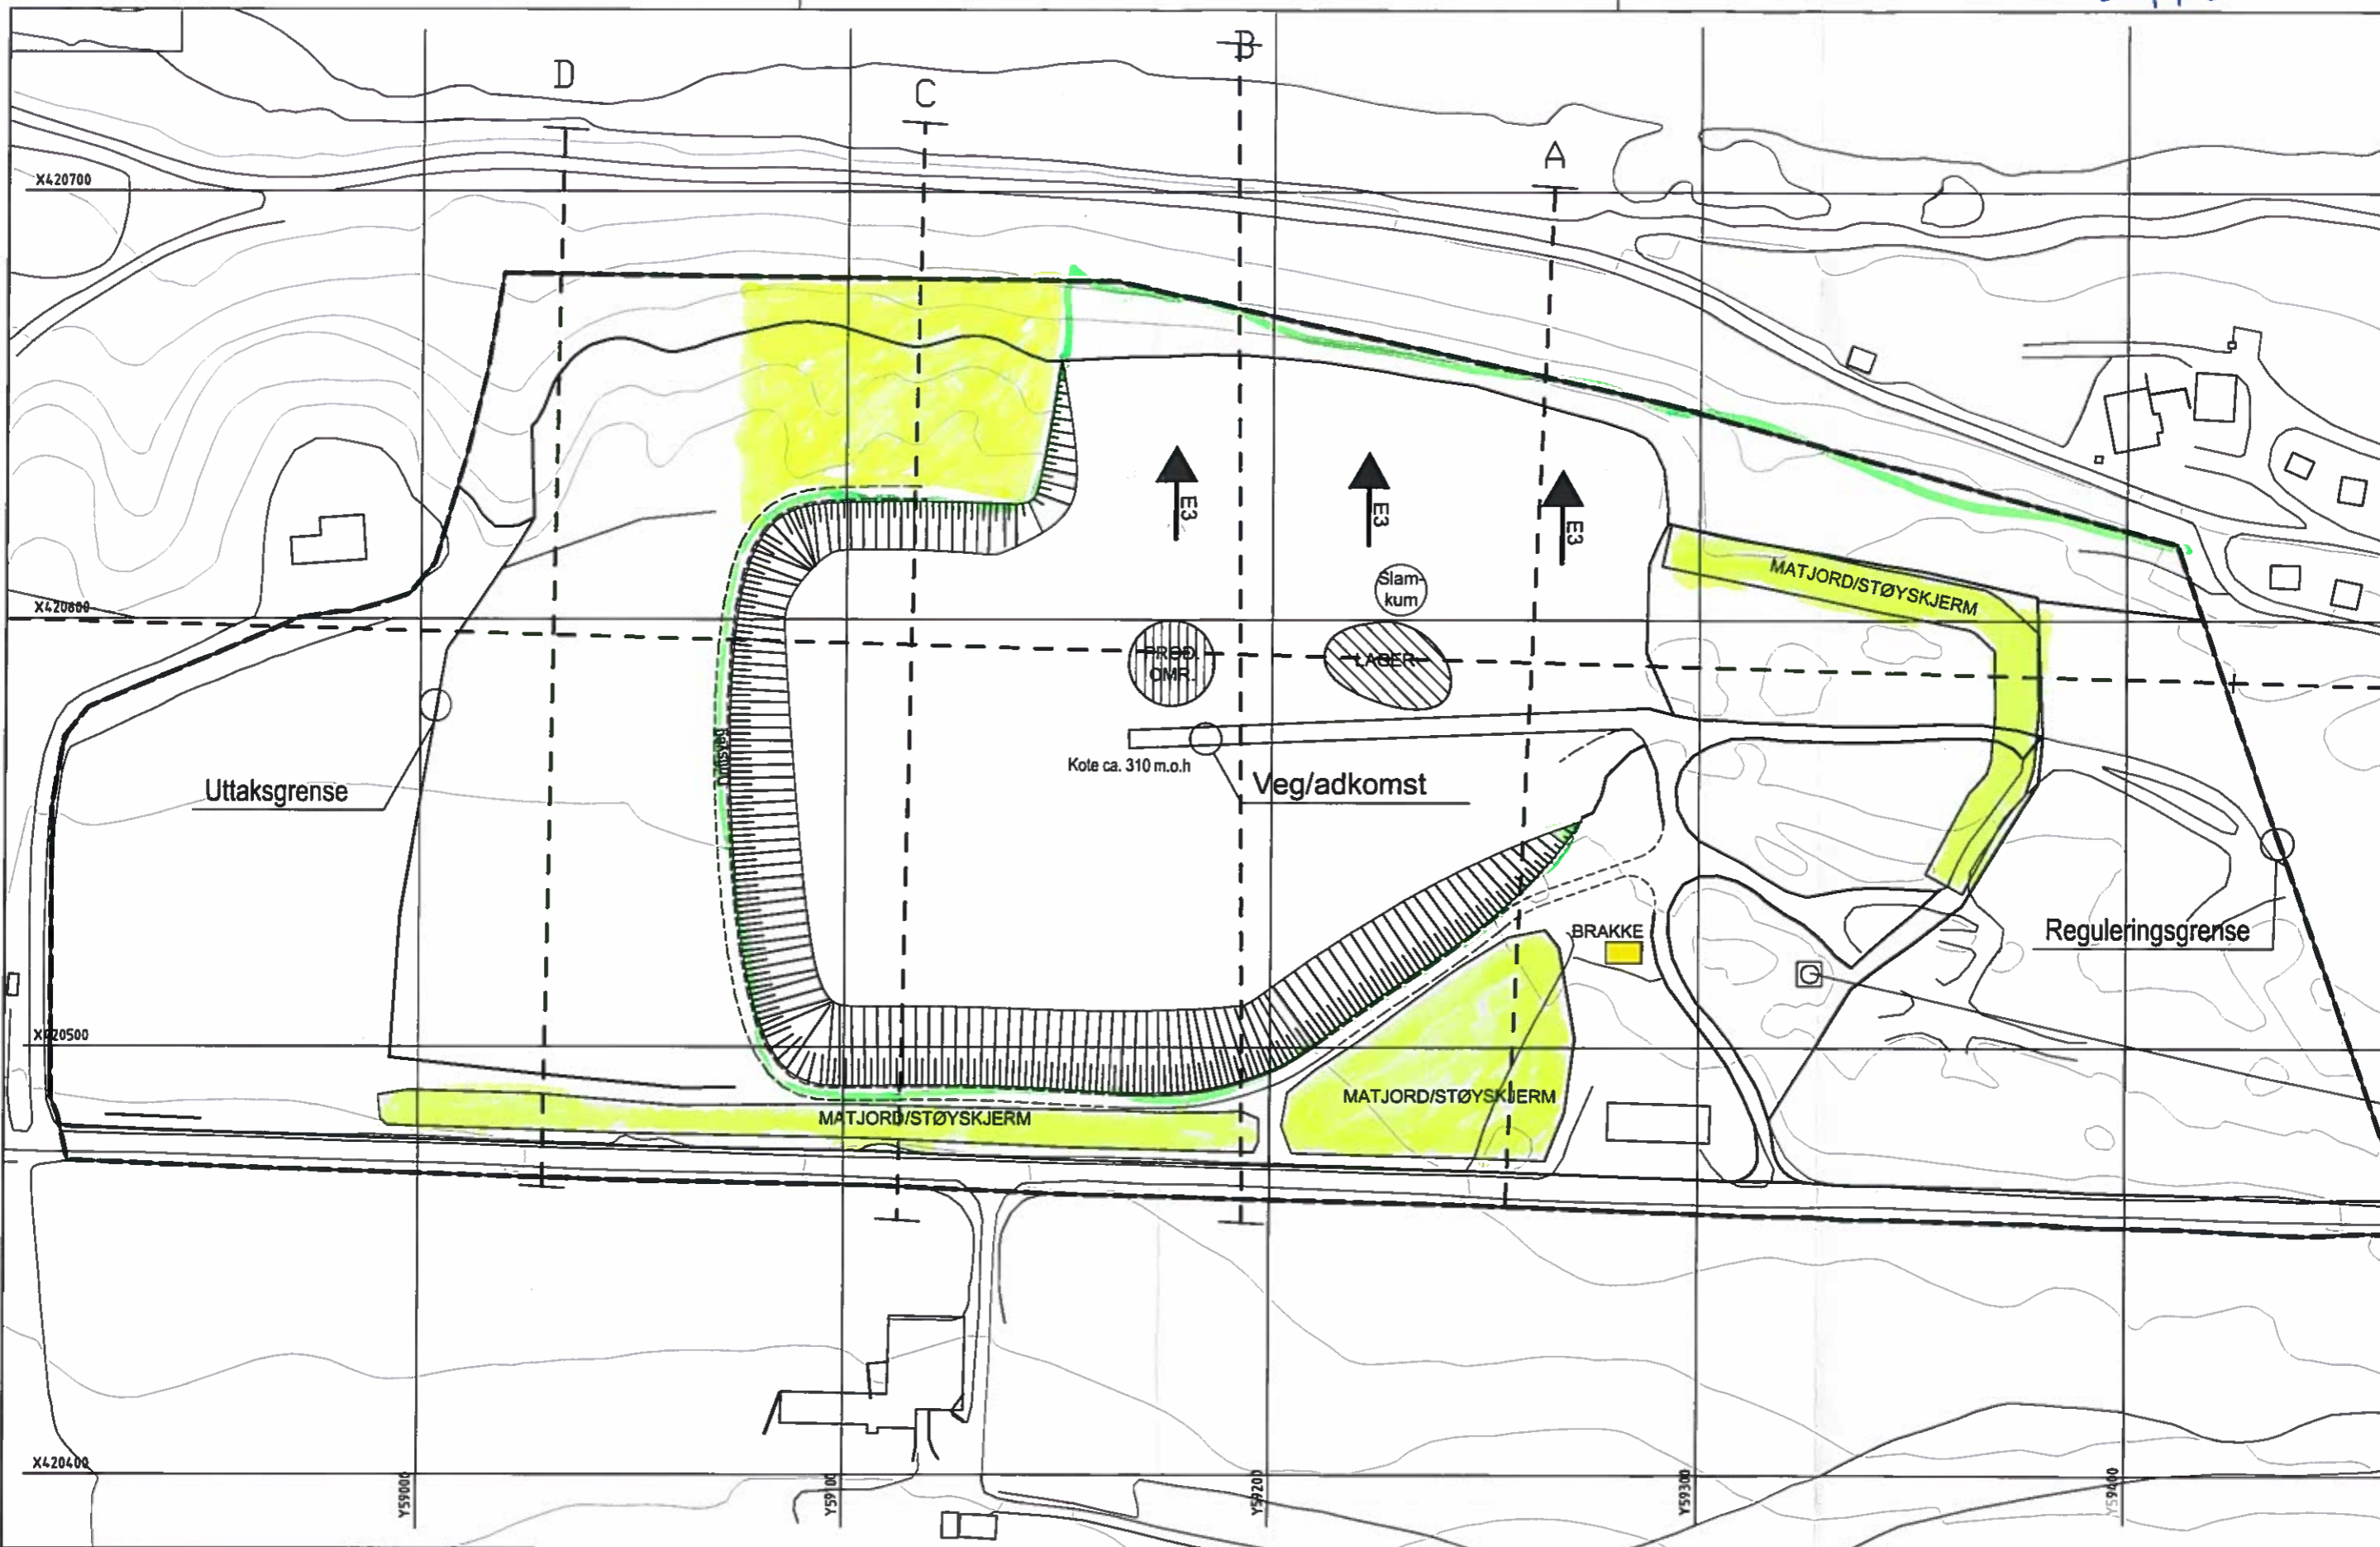 B
D
C
A
X420700
E3
E3
E3
MATJORD/STØYSKJERM
Slam-
kum
X420600
PROD.
OMR.
LAGER
Kote ca. 310 m.o.h
Veg/adkomst
Uttaksgrense
BRAKKE
Reguleringsgrense
X420500
MATJORD/STØYSKJERM
MATJORD/STØYSKJERM
X420400
Y59000
Y59100
Y59200
Y59300
Y59400